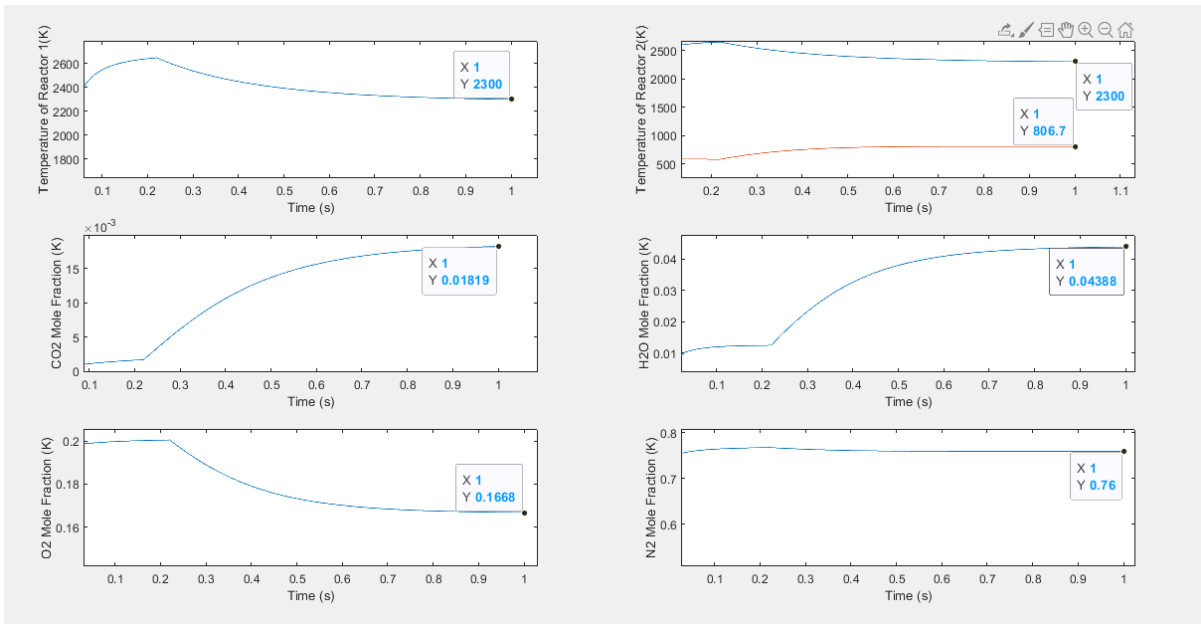 Temperature of Reactor 1(K)
2600
2400
2200
2000
1800
X 1
Y 2300
0.1 0.2 0.3 0.4 0.5 0.6 0.7 0.8 0.9 1
Time (s)
Temperature of Reactor 2(K)
2500
2000
1500
1000
500
X 1
Y 2300
X 1
Y 806.7
0.2 0.3 0.4 0.5 0.6 0.7 0.8 0.9 1 1.1
Time (s)
×10-3
CO2 Mole Fraction (K)
15
10
5
0
X 1
Y 0.01819
0.1 0.2 0.3 0.4 0.5 0.6 0.7 0.8 0.9 1
Time (s)
H2O Mole Fraction (K)
0.04
0.03
0.02
0.01
X 1
Y 0.04388
0.1 0.2 0.3 0.4 0.5 0.6 0.7 0.8 0.9 1
Time (s)
O2 Mole Fraction (K)
0.2
0.18
0.16
X 1
Y 0.1668
0.1 0.2 0.3 0.4 0.5 0.6 0.7 0.8 0.9 1
Time (s)
N2 Mole Fraction (K)
0.8
0.7
0.6
X 1
Y 0.76
0.1 0.2 0.3 0.4 0.5 0.6 0.7 0.8 0.9 1
Time (s)